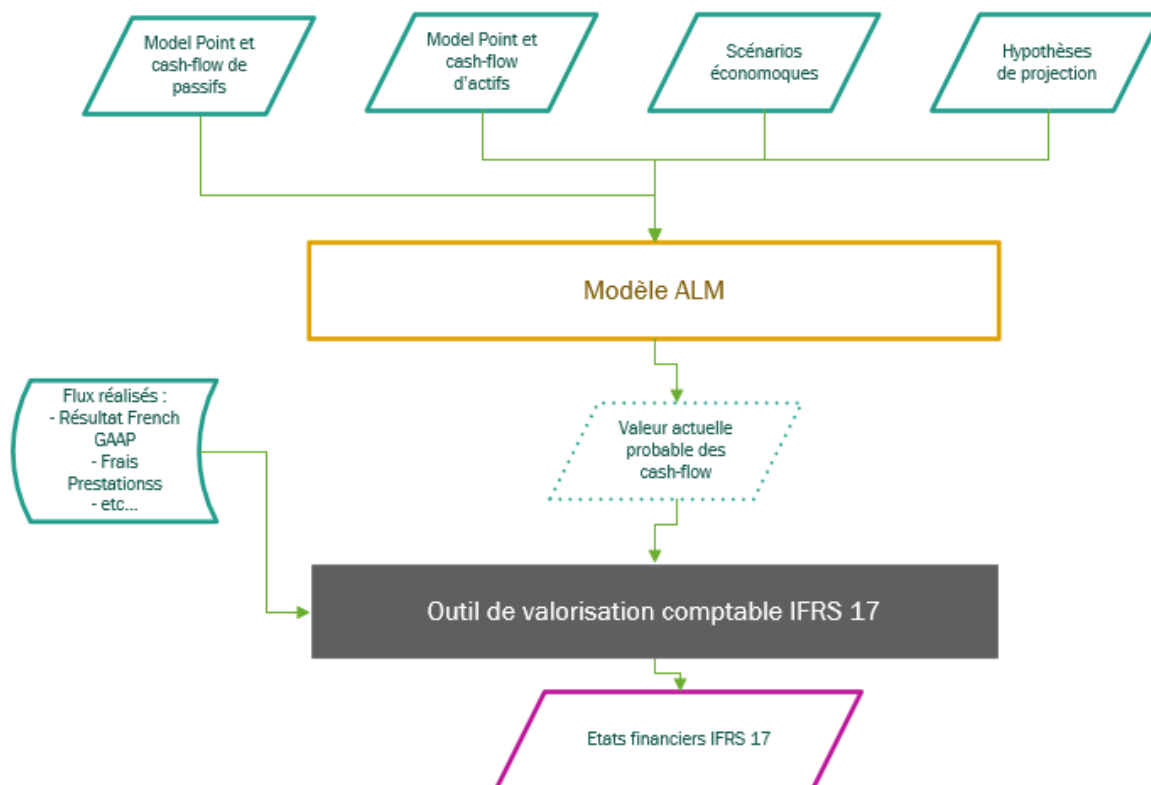 Model Point et
cash-flow de
passifs
Model Point et
cash-flow
d'actifs
Scénarios
économoques
Hypothèses
de projection
Modèle ALM
Flux réalisés :
- Résultat French
GAAP
- Frais
Prestationss
- etc...
Valeur actuelle
probable des
cash-flow
Outil de valorisation comptable IFRS 17
Etats financiers IFRS 17